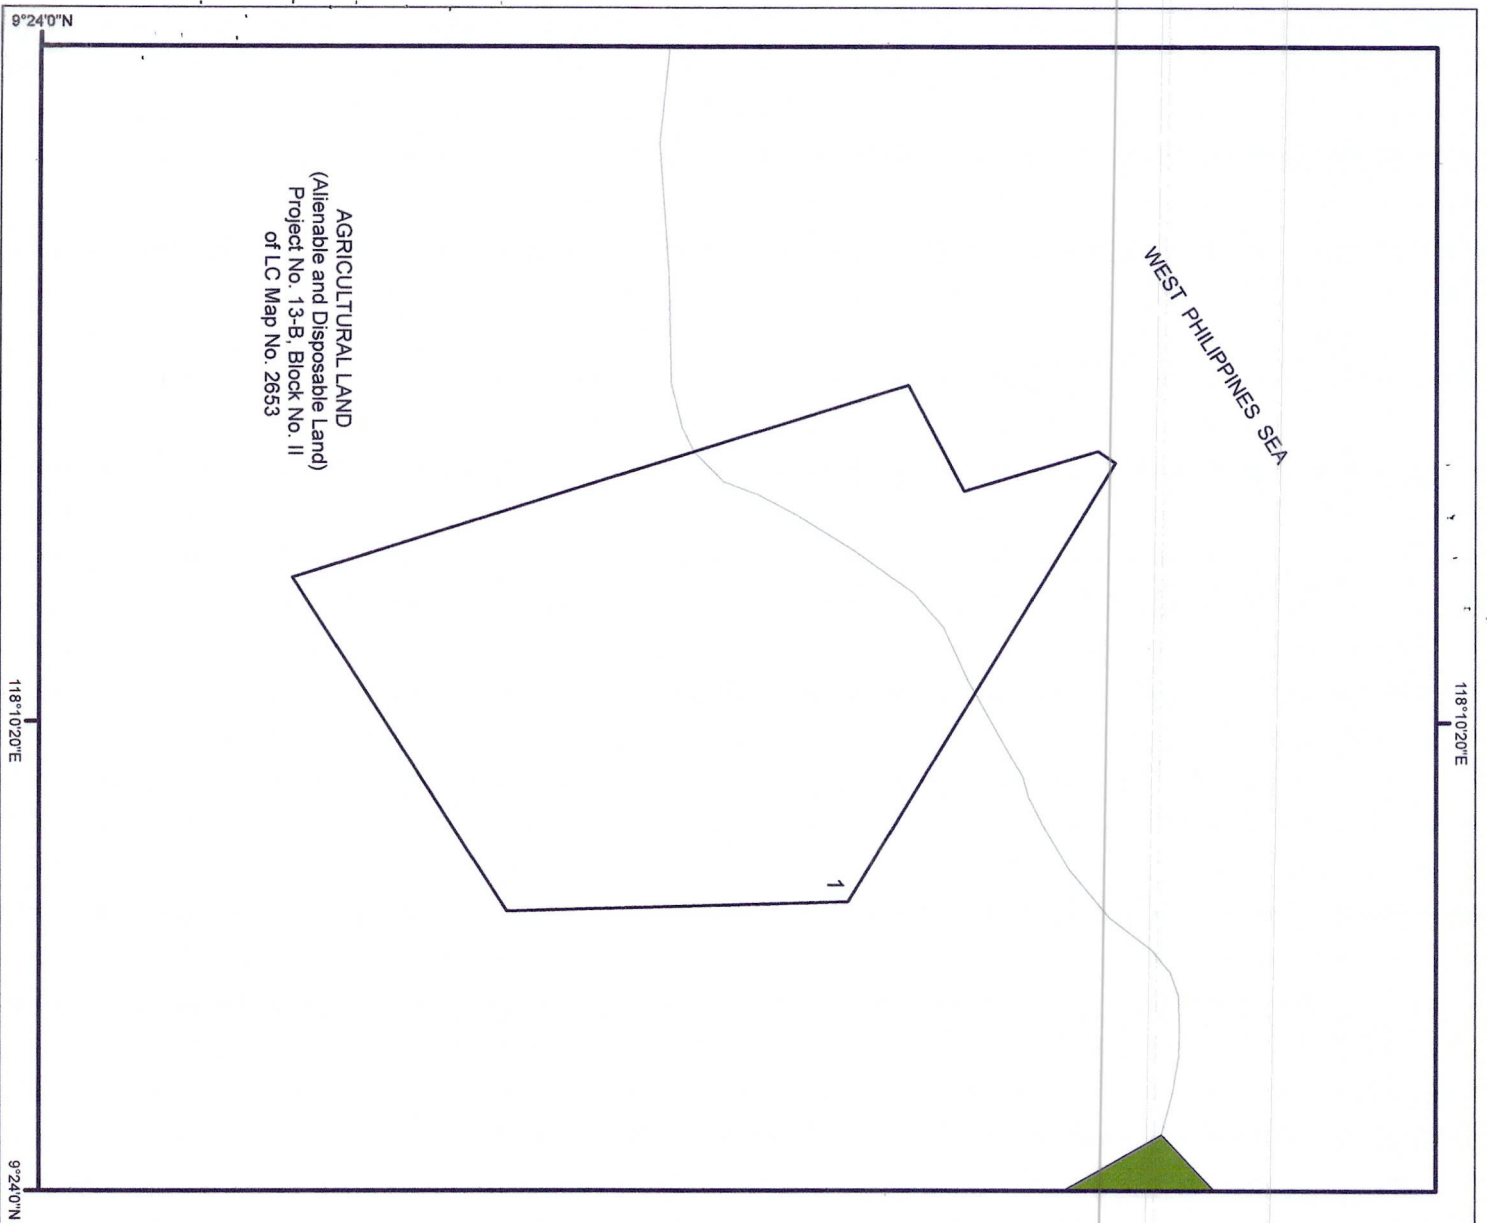 9°24'0"N
WEST PHILIPPINES SEA
AGRICULTURAL LAND
(Alienable and Disposable Land)
Project No. 13-B, Block No. II
of LC Map No. 2653
118°10'20"E
118°10'20"E
1
9°24'0"N